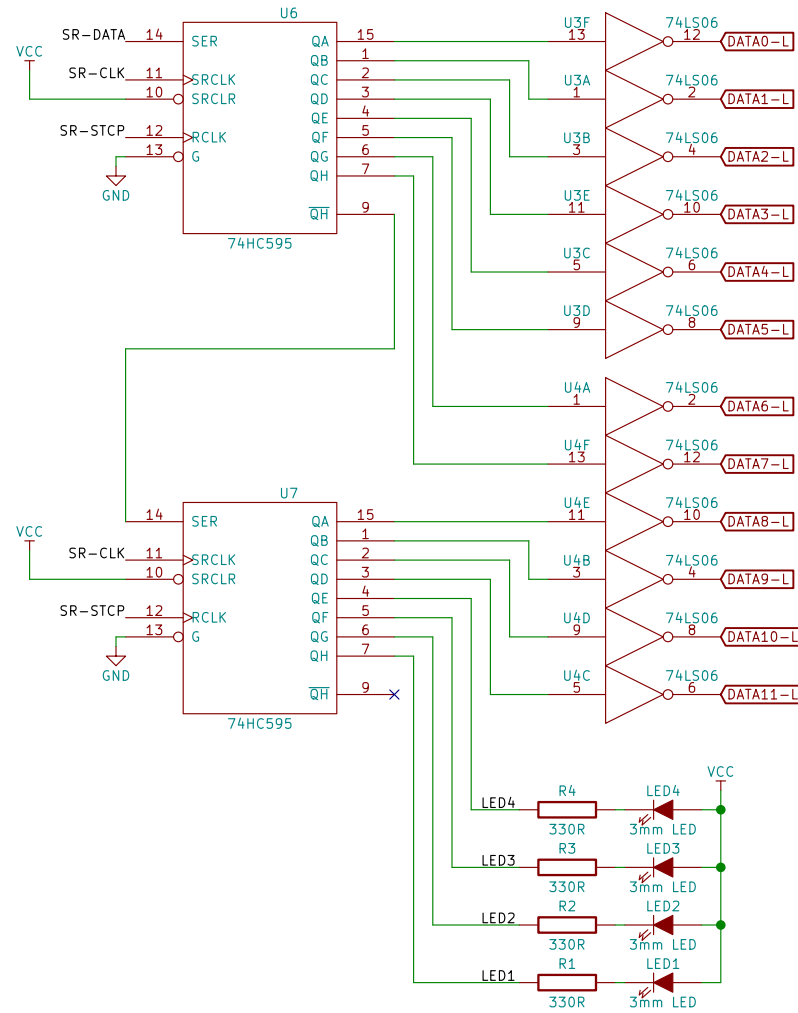 U6
SR-DATA 14 SER QA 15
VCC
QB 1
SR-CLK 11 SRCLK QC 2
10 SRCLR QD 3
QE 4
SR-STCP 12 RCLK QF 5
13 G QG 6
QH 7
GND
QH 9
74HC595
U3F 74LS06
13 12 DATA0-L
U3A 74LS06
1 2 DATA1-L
U3B 74LS06
3 4 DATA2-L
U3E 74LS06
11 10 DATA3-L
U3C 74LS06
5 6 DATA4-L
U3D 74LS06
9 8 DATA5-L
U4A 74LS06
1 2 DATA6-L
U4F 74LS06
13 12 DATA7-L
U4E 74LS06
11 10 DATA8-L
U4B 74LS06
3 4 DATA9-L
U4D 74LS06
9 8 DATA10-L
U4C 74LS06
5 6 DATA11-L
U7
14 SER QA 15
VCC
QB 1
SR-CLK 11 SRCLK QC 2
10 SRCLR QD 3
QE 4
SR-STCP 12 RCLK QF 5
13 G QG 6
QH 7
GND
QH 9
74HC595
VCC
R4 LED4
LED4
330R 3mm LED
R3 LED3
LED3
330R 3mm LED
R2 LED2
LED2
330R 3mm LED
R1 LED1
LED1
330R 3mm LED